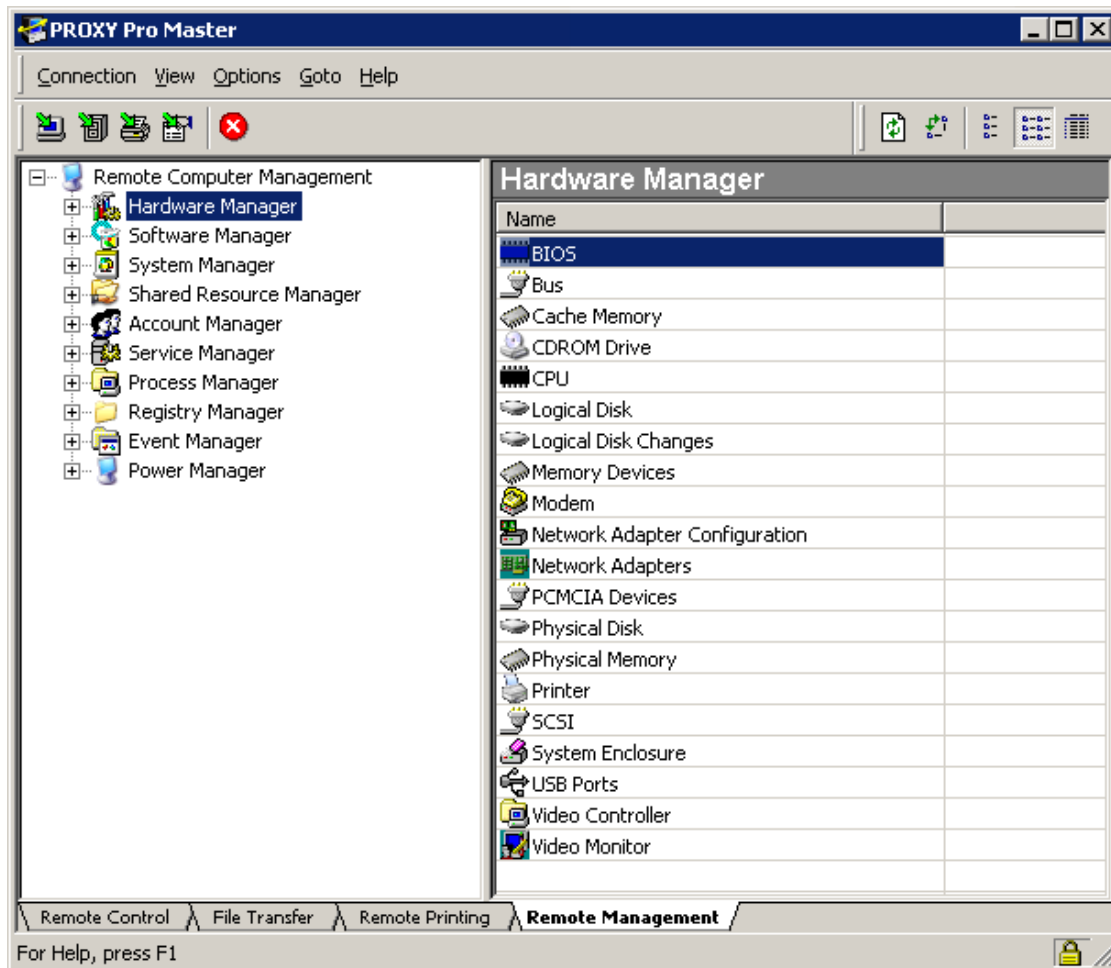 PROXY Pro Master
Connection View Options Goto Help
Remote Computer Management
Hardware Manager
Software Manager
System Manager
Shared Resource Manager
Account Manager
Service Manager
Process Manager
Registry Manager
Event Manager
Power Manager
Hardware Manager
Name
BIOS
Bus
Cache Memory
CDROM Drive
CPU
Logical Disk
Logical Disk Changes
Memory Devices
Modem
Network Adapter Configuration
Network Adapters
PCMCIA Devices
Physical Disk
Physical Memory
Printer
SCSI
System Enclosure
USB Ports
Video Controller
Video Monitor
Remote Control File Transfer Remote Printing Remote Management
For Help, press F1